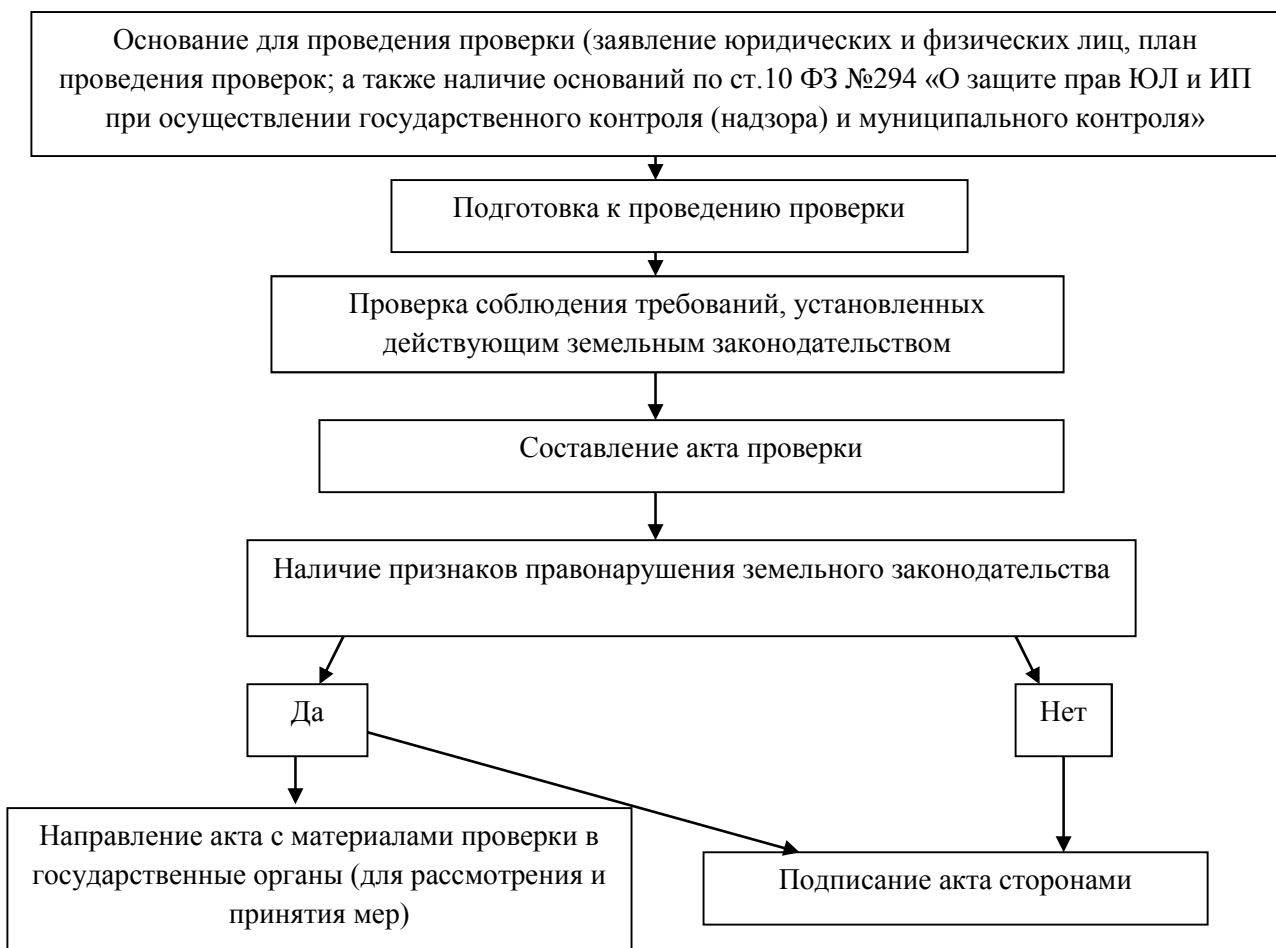 Основание для проведения проверки (заявление юридических и физических лиц, план
проведения проверок; а также наличие оснований по ст.10 ФЗ №294 «О защите прав ЮЛ и ИП
при осуществлении государственного контроля (надзора) и муниципального контроля»
Подготовка к проведению проверки
Проверка соблюдения требований, установленных
действующим земельным законодательством
Составление акта проверки
Наличие признаков правонарушения земельного законодательства
Да
Нет
Направление акта с материалами проверки в
государственные органы (для рассмотрения и
принятия мер)
Подписание акта сторонами